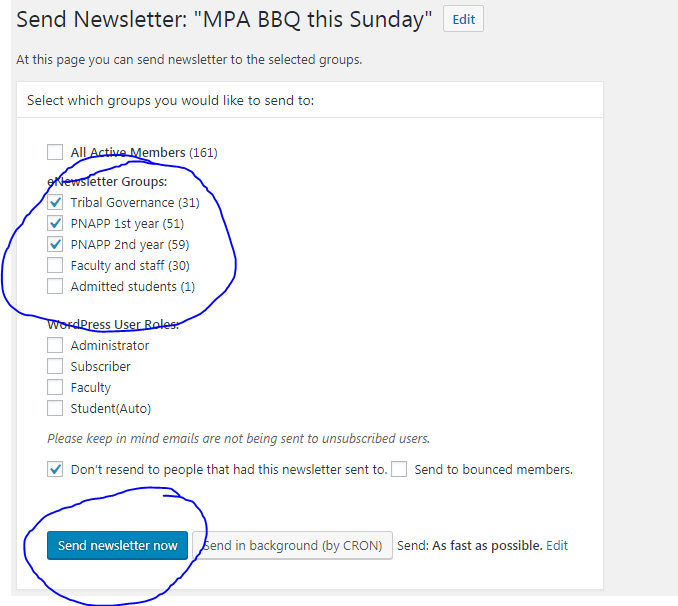 Send Newsletter: "MPA BBQ this Sunday" Edit
At this page you can send newsletter to the selected groups.
Select which groups you would like to send to:
All Active Members (161)
eNewsletter Groups:
Tribal Governance (31)
PNAPP 1st year (51)
PNAPP 2nd year (59)
Faculty and staff (30)
Admitted students (1)
WordPress User Roles:
Administrator
Subscriber
Faculty
Student(Auto)
Please keep in mind emails are not being sent to unsubscribed users.
Don't resend to people that had this newsletter sent to. Send to bounced members.
Send newsletter now Send in background (by CRON) Send: As fast as possible. Edit